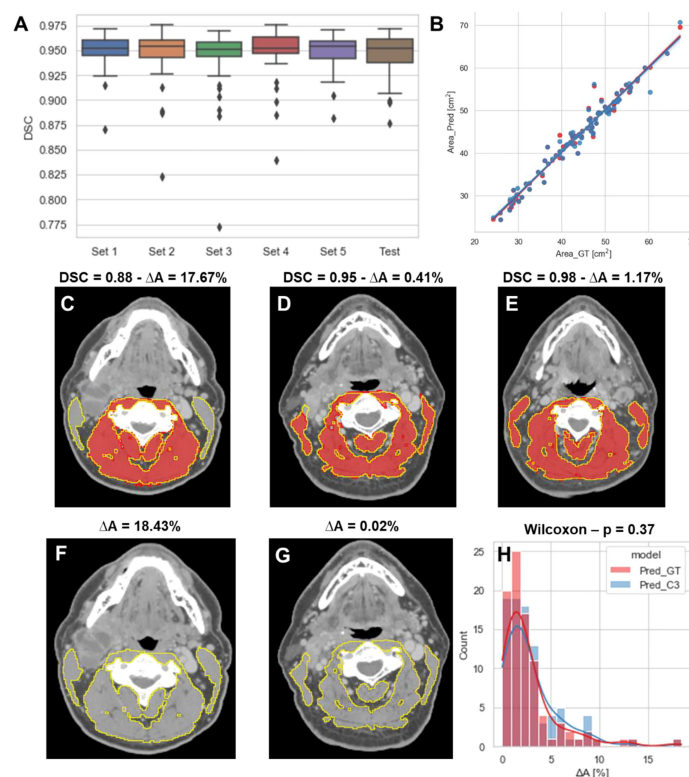 A
DSC
0.975
0.950
0.925
0.900
0.875
0.850
0.825
0.800
0.775
Set 1 Set 2 Set 3 Set 4 Set 5 Test
B
Area_Pred [cm²]
70
60
50
40
30
20 30 40 50 60
Area_GT [cm²]
DSC = 0.88 - ΔA = 17.67%
DSC = 0.95 - ΔA = 0.41%
DSC = 0.98 - ΔA = 1.17%
C
D
E
ΔA = 18.43%
ΔA = 0.02%
Wilcoxon – p = 0.37
F
G
H
model
Pred_GT
Pred_C3
Count
25
20
15
10
5
0
0 5 10 15
ΔA [%]